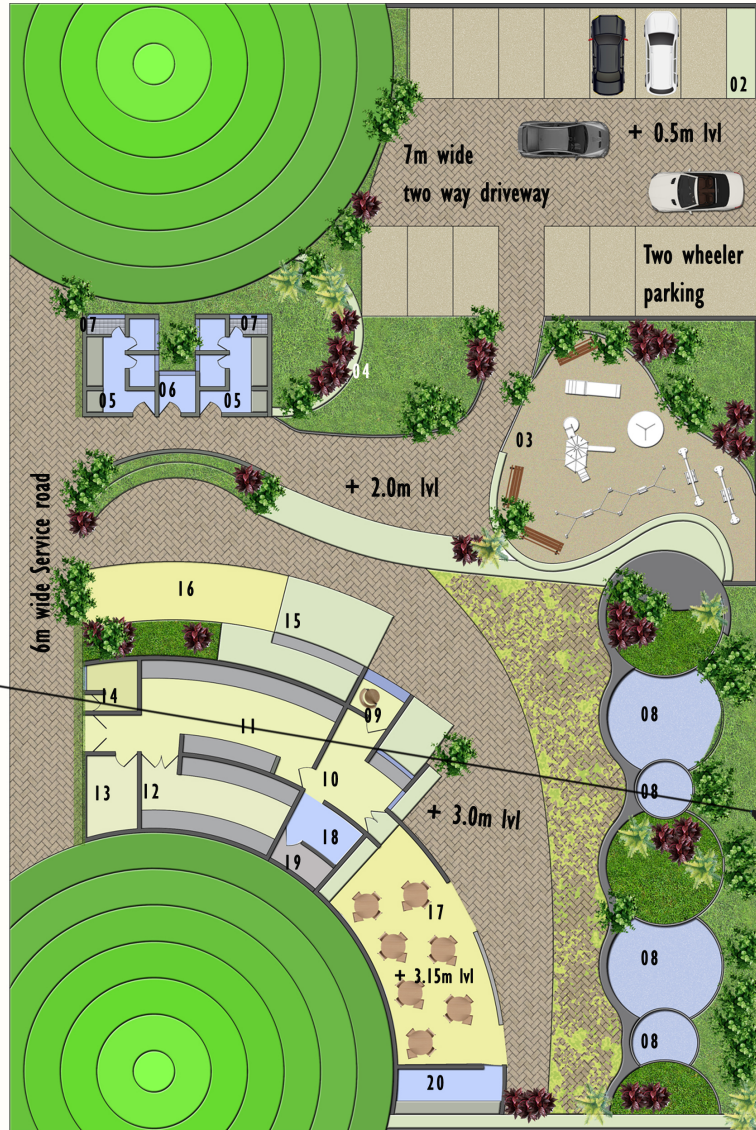 02
+ 0.5m lvl
7m wide
two way driveway
Two wheeler
parking
07
07
04
05
06
05
03
+ 2.0m lvl
6m wide Service road
16
15
14
09
08
11
10
08
13
12
+ 3.0m lvl
18
19
17
08
+ 3.15m lvl
08
20